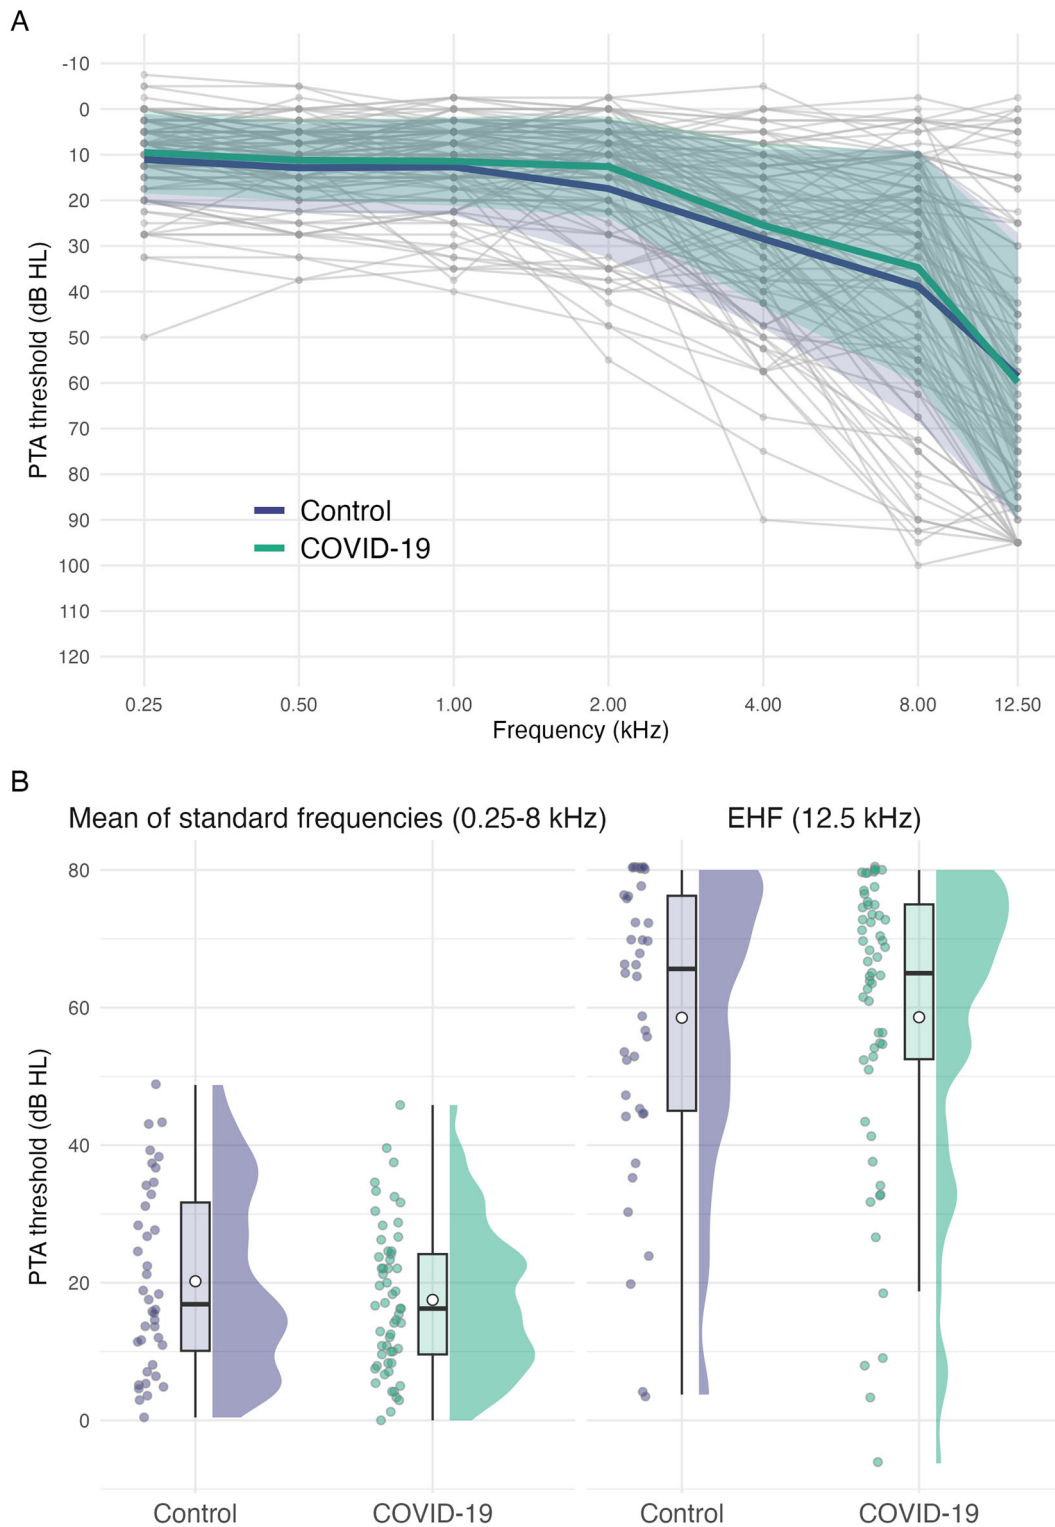 A
-10
0
10
20
30
40
50
60
70
80
90
100
110
120
PTA threshold (dB HL)
Control
COVID-19
0.25 0.50 1.00 2.00 4.00 8.00 12.50
Frequency (kHz)
B
Mean of standard frequencies (0.25-8 kHz) EHF (12.5 kHz)
80
60
40
20
0
PTA threshold (dB HL)
Control COVID-19 Control COVID-19